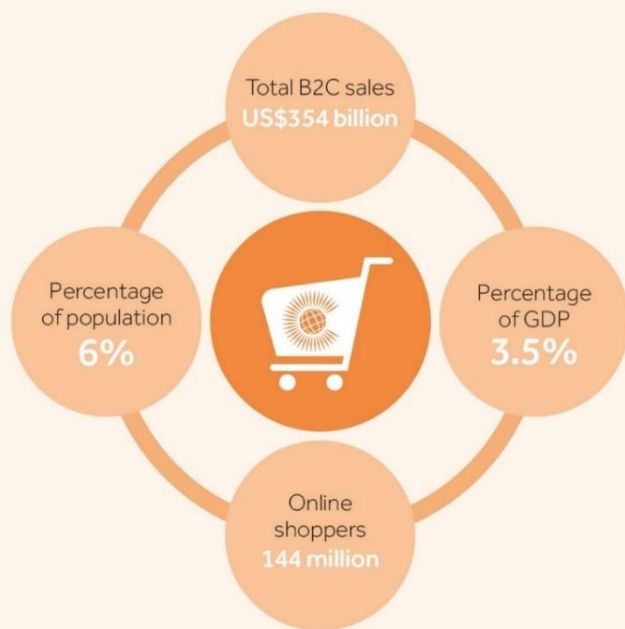 Total B2C sales
US$354 billion
Percentage
of population
6%
Percentage
of GDP
3.5%
Online
shoppers
144 million